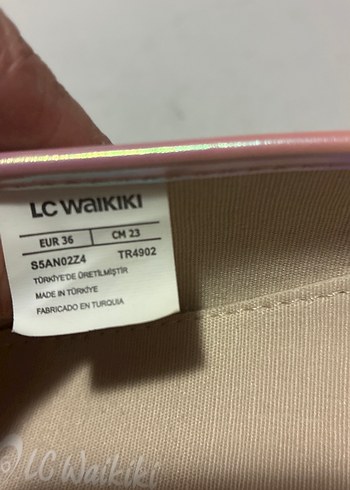 LC WAIKIKI
EUR 36 CM 23
S5AN02Z4 TR4902
TÜRKİYE'DE ÜRETİLMİŞTİR
MADE IN TÜRKİYE
FABRICADO EN TURQUIA
LC Waikiki